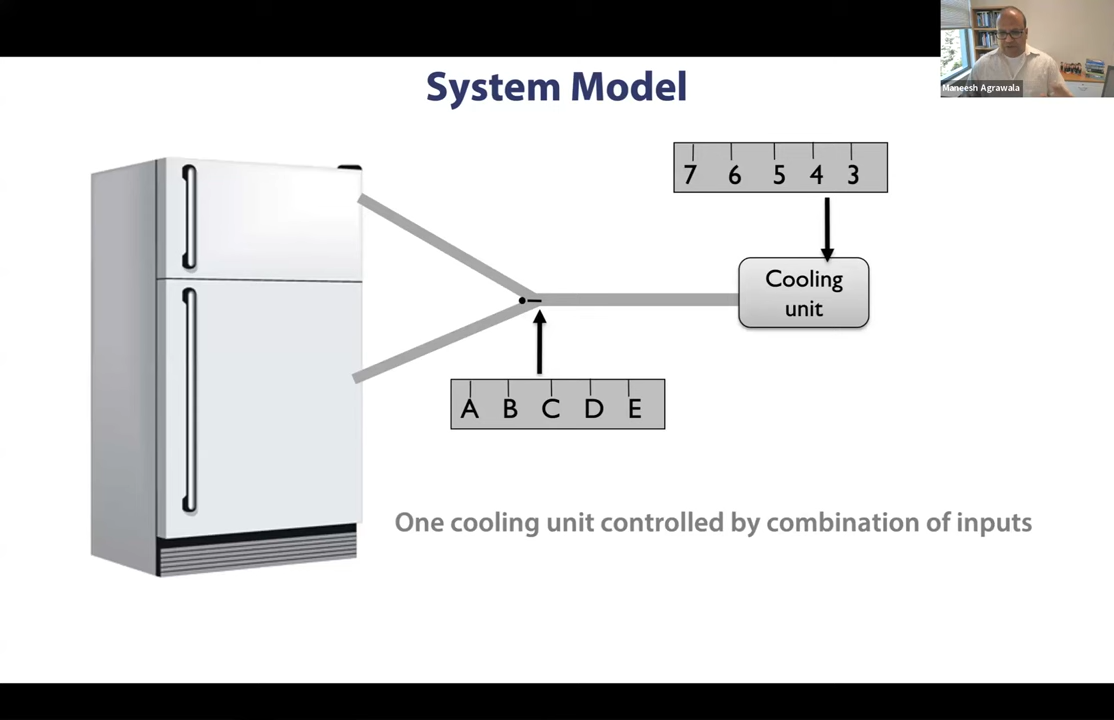 System Model
Maneesh Agrawala
7 6 5 4 3
Cooling
unit
A B C D E
One cooling unit controlled by combination of inputs